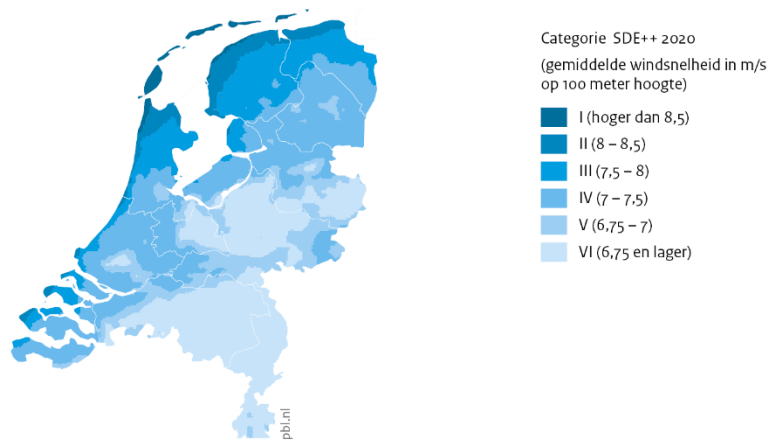 Categorie SDE++ 2020
(gemiddelde windsnelheid in m/s
op 100 meter hoogte)
I (hoger dan 8,5)
II (8 – 8,5)
III (7,5 – 8)
IV (7 – 7,5)
V (6,75 – 7)
VI (6,75 en lager)
pbl.nl